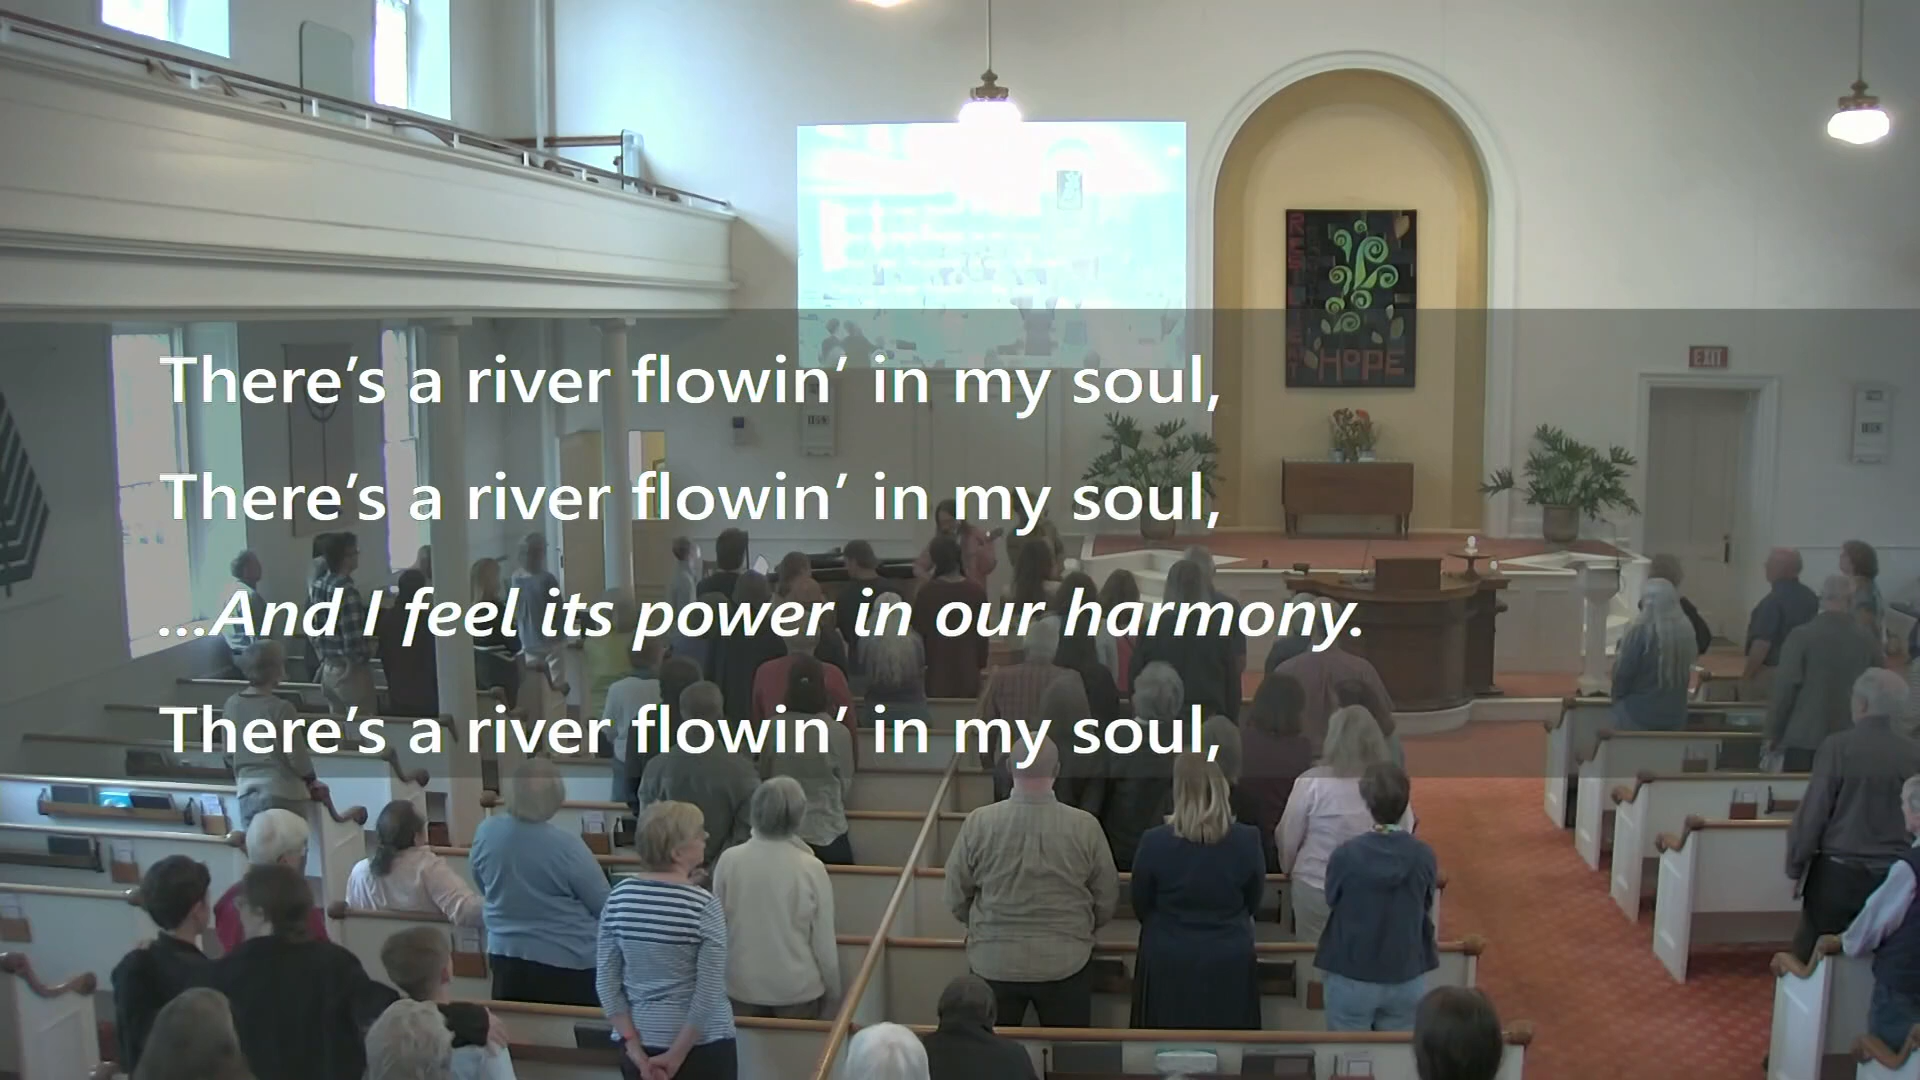 RESILIENT
HOPE
EXIT
There’s a river flowin’ in my soul,
There’s a river flowin’ in my soul,
...And I feel its power in our harmony.
There’s a river flowin’ in my soul,